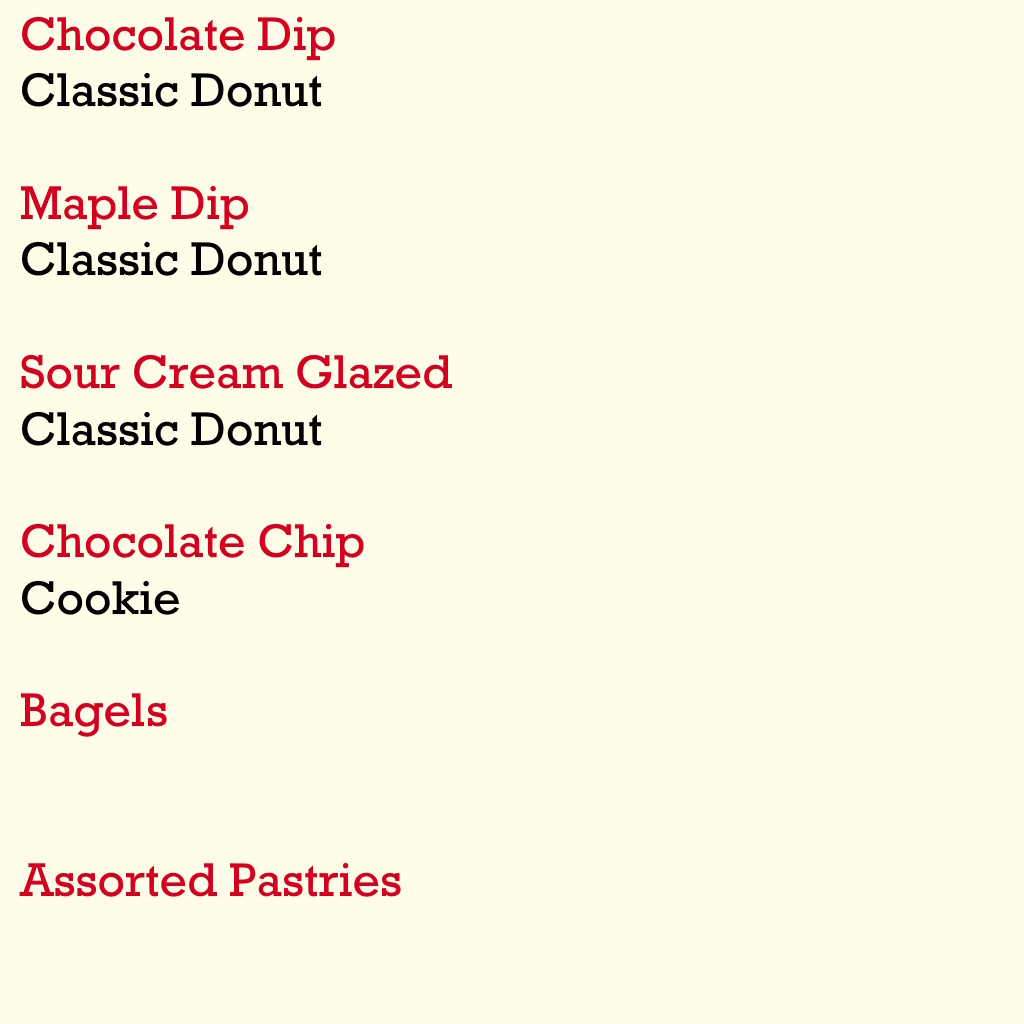 Chocolate Dip
Classic Donut
Maple Dip
Classic Donut
Sour Cream Glazed
Classic Donut
Chocolate Chip
Cookie
Bagels
Assorted Pastries